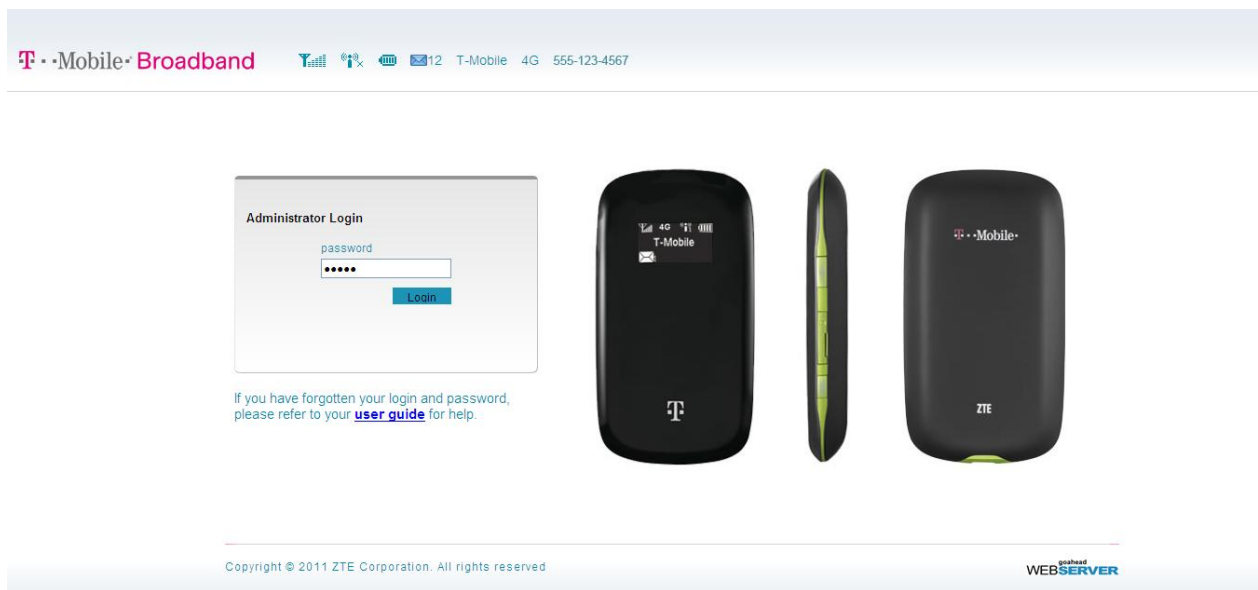 T··Mobile· Broadband 12 T-Mobile 4G 555-123-4567
Administrator Login
password
•••••
Login
If you have forgotten your login and password,
please refer to your user guide for help.
4G
T-Mobile
T
T··Mobile·
ZTE
Copyright © 2011 ZTE Corporation. All rights reserved
goahead
WEBSERVER